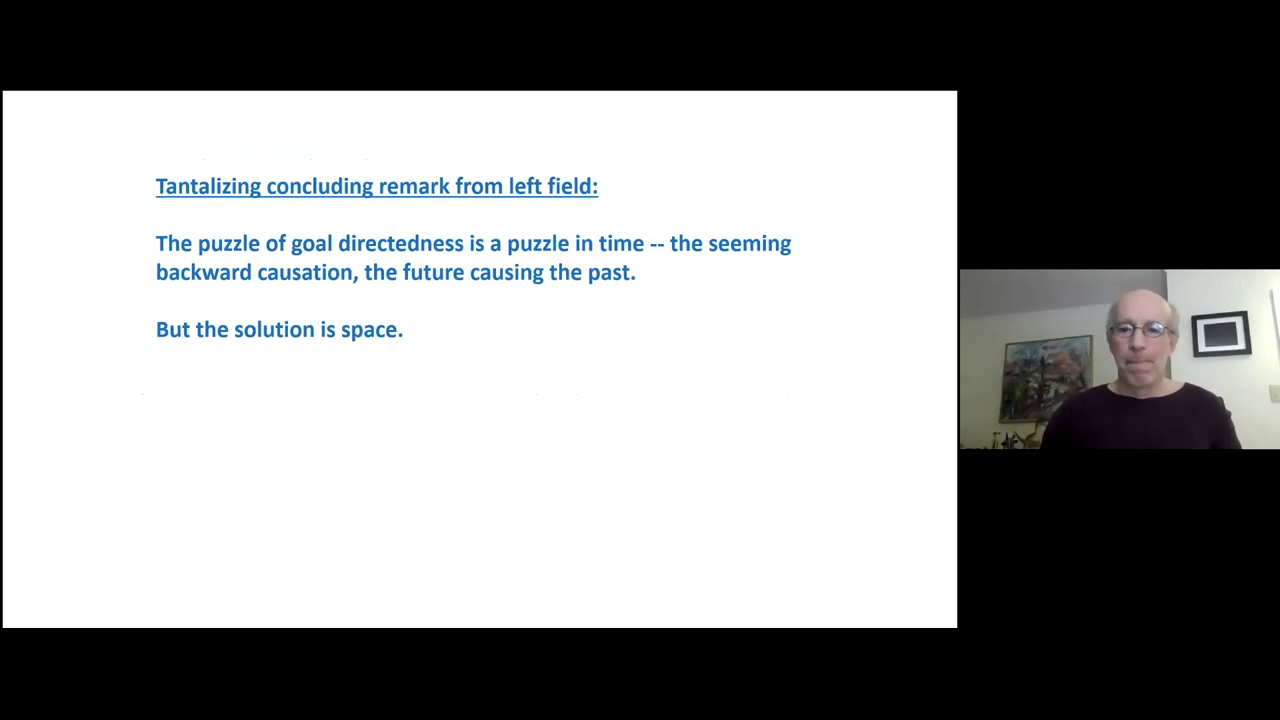 Tantalizing concluding remark from left field:
The puzzle of goal directedness is a puzzle in time -- the seeming
backward causation, the future causing the past.
But the solution is space.